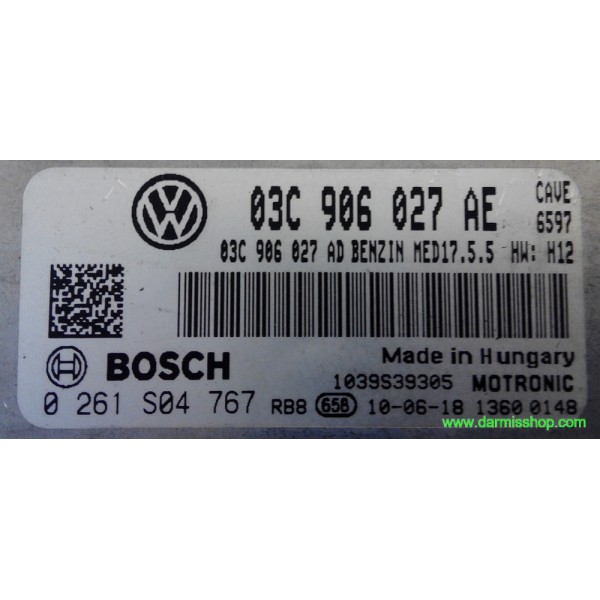 03C 906 027 AE CAVE 6597
03C 906 027 AD BENZIN MED17.5.5 HW: H12
BOSCH
Made in Hungary
1039S39305 MOTRONIC
0 261 S04 767 RB8 658 10-06-18 1360 0148
www.darmisshop.com